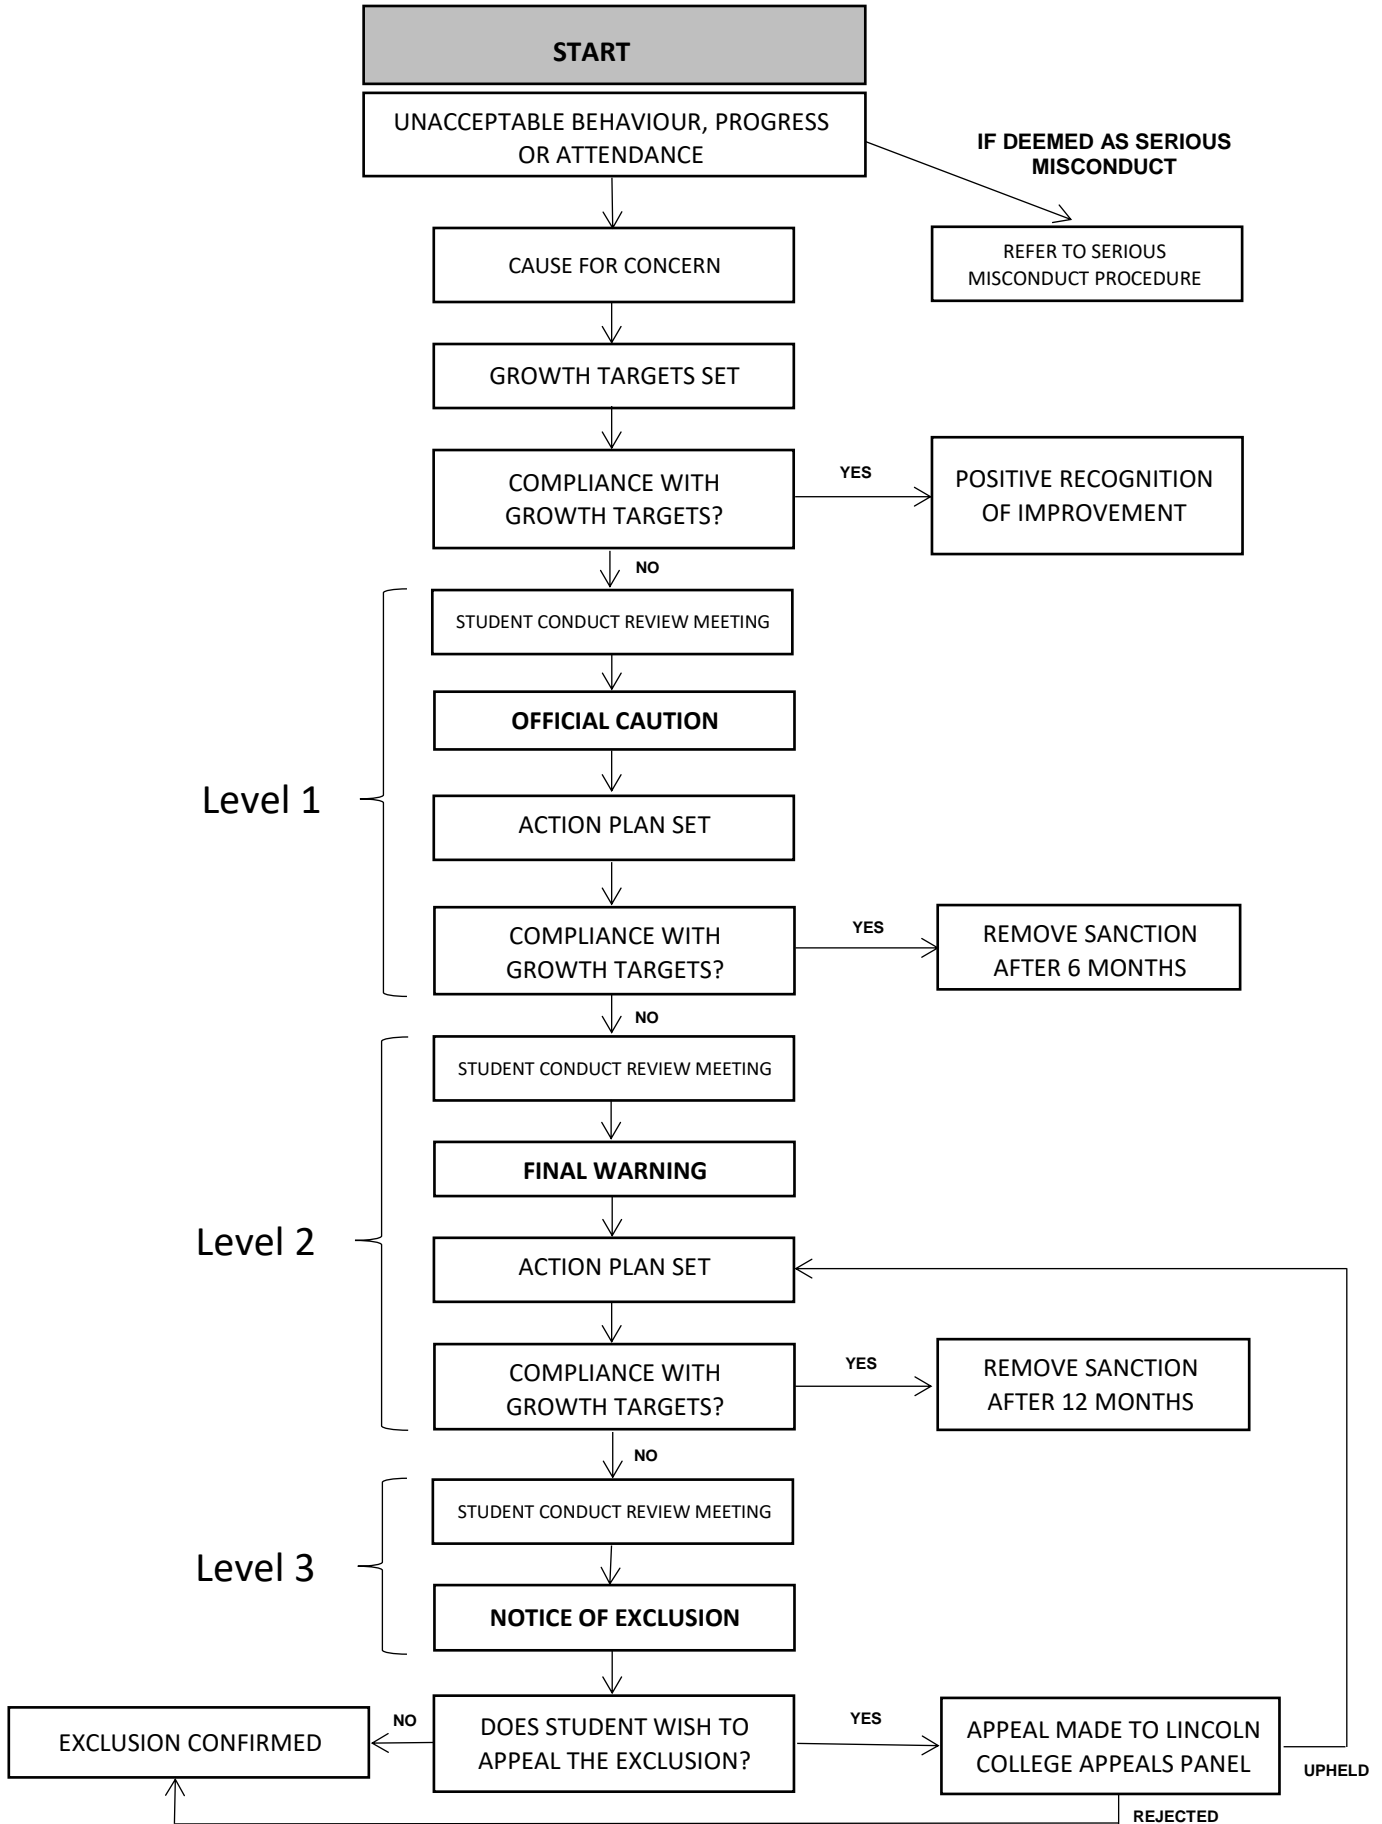 START
UNACCEPTABLE BEHAVIOUR, PROGRESS
OR ATTENDANCE
IF DEEMED AS SERIOUS
MISCONDUCT
CAUSE FOR CONCERN
REFER TO SERIOUS
MISCONDUCT PROCEDURE
GROWTH TARGETS SET
COMPLIANCE WITH
GROWTH TARGETS?
YES
POSITIVE RECOGNITION
OF IMPROVEMENT
NO
Level 1
STUDENT CONDUCT REVIEW MEETING
OFFICIAL CAUTION
ACTION PLAN SET
COMPLIANCE WITH
GROWTH TARGETS?
YES
REMOVE SANCTION
AFTER 6 MONTHS
NO
Level 2
STUDENT CONDUCT REVIEW MEETING
FINAL WARNING
ACTION PLAN SET
COMPLIANCE WITH
GROWTH TARGETS?
YES
REMOVE SANCTION
AFTER 12 MONTHS
NO
Level 3
STUDENT CONDUCT REVIEW MEETING
NOTICE OF EXCLUSION
DOES STUDENT WISH TO
APPEAL THE EXCLUSION?
NO
EXCLUSION CONFIRMED
YES
APPEAL MADE TO LINCOLN
COLLEGE APPEALS PANEL
UPHELD
REJECTED